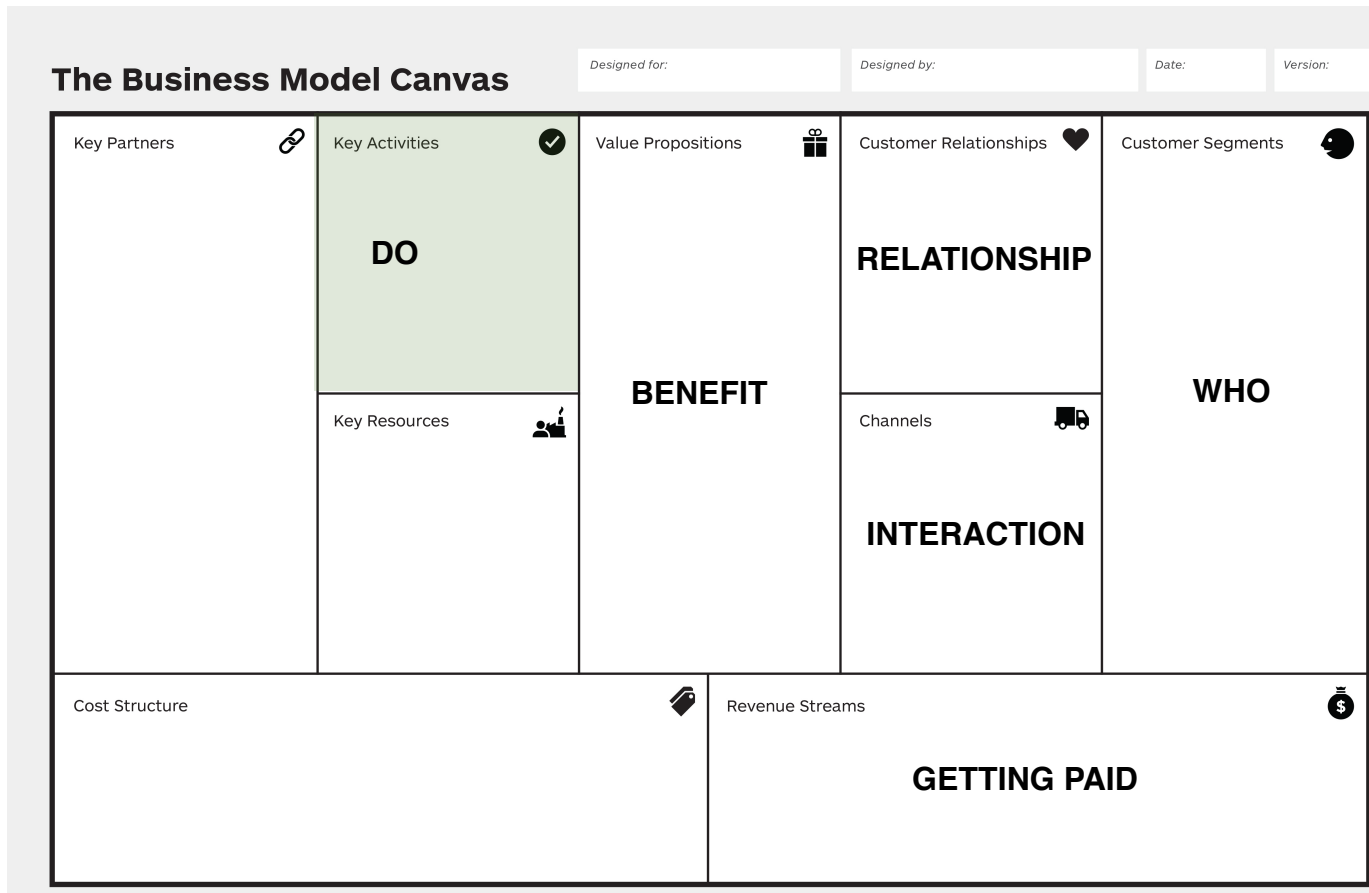 The Business Model Canvas
Designed for:
Designed by:
Date:
Version:
Key Partners
Key Activities
DO
Key Resources
Value Propositions
BENEFIT
Customer Relationships
RELATIONSHIP
Channels
INTERACTION
Customer Segments
WHO
Cost Structure
Revenue Streams
$
GETTING PAID